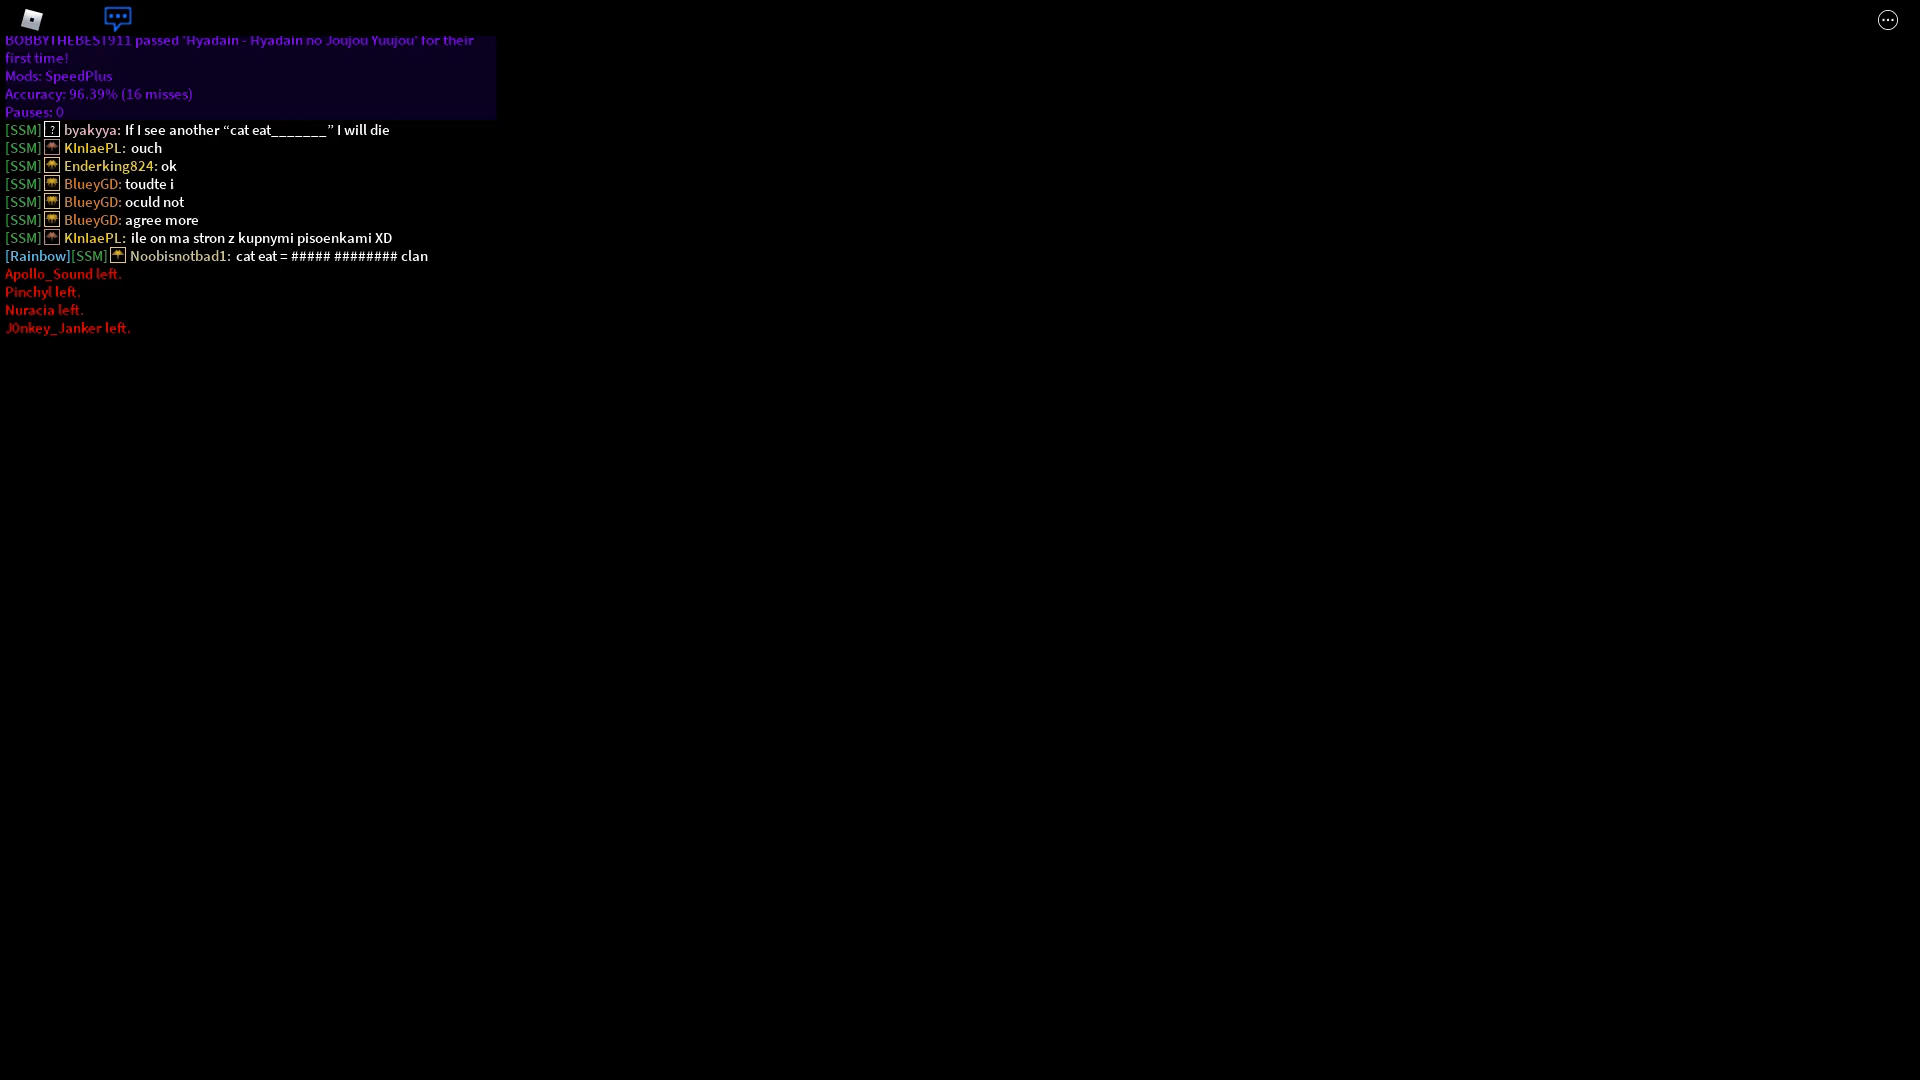 BOBBYTHEBEST911 passed 'Hyadain - Hyadain no Joujou Yuujou' for their
first time!
Mods: SpeedPlus
Accuracy: 96.39% (16 misses)
Pauses: 0
[SSM] ? byakyya: If I see another “cat eat_______” I will die
[SSM] KInIaePL: ouch
[SSM] Enderking824: ok
[SSM] BlueyGD: toudte i
[SSM] BlueyGD: oculd not
[SSM] BlueyGD: agree more
[SSM] KInIaePL: ile on ma stron z kupnymi pisoenkami XD
[Rainbow][SSM] Noobisnotbad1: cat eat = ##### ######## clan
Apollo_Sound left.
Pinchyl left.
Nuracia left.
J0nkey_Janker left.